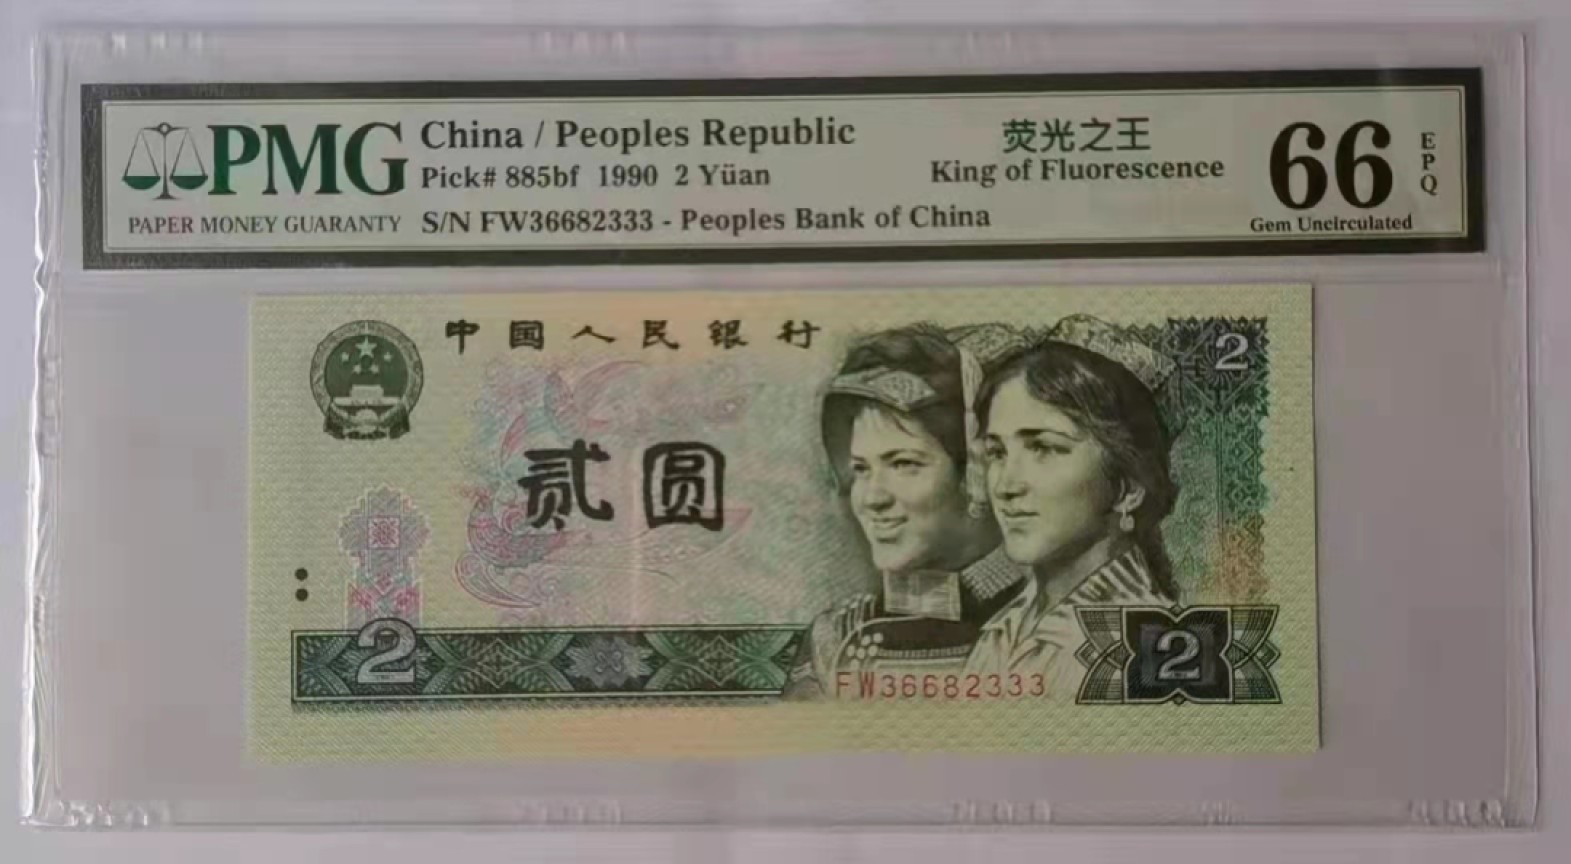 PMG
PAPER MONEY GUARANTY
China / Peoples Republic
Pick# 885bf 1990 2 Yüan
S/N FW36682333 - Peoples Bank of China
荧光之王
King of Fluorescence
66
EPQ
Gem Uncirculated
中国人民银行
2
贰圆
2
FW36682333
2